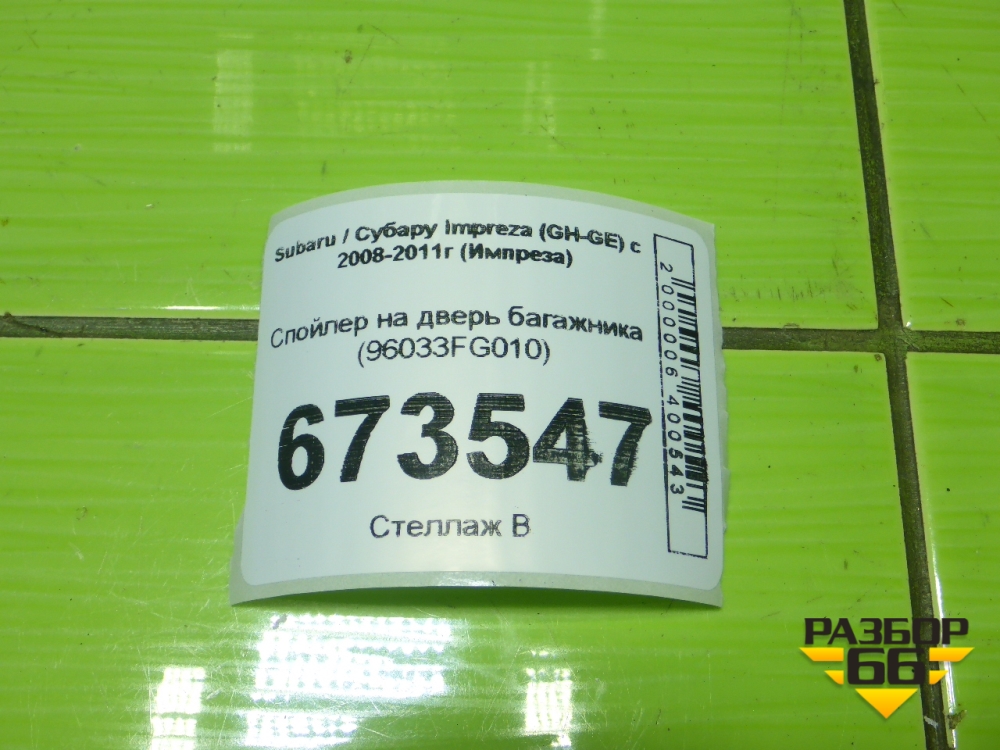 Subaru / Субару Impreza (GH-GE) с
2008-2011г (Импреза)
Спойлер на дверь багажника
(96033FG010)
673547
Стеллаж В
2000006400543
РАЗБОР
66